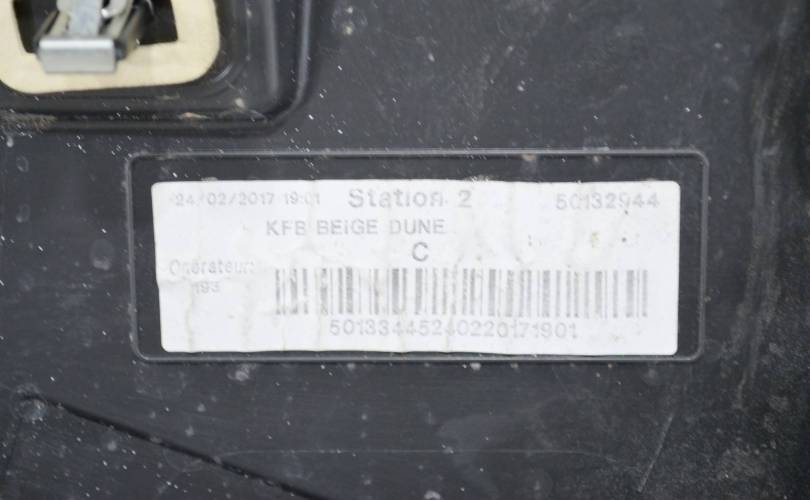 24/02/2017 19:01 Station 2 50132944
KFB BEIGE DUNE
C
Opérateur:
193
50133445240220171901